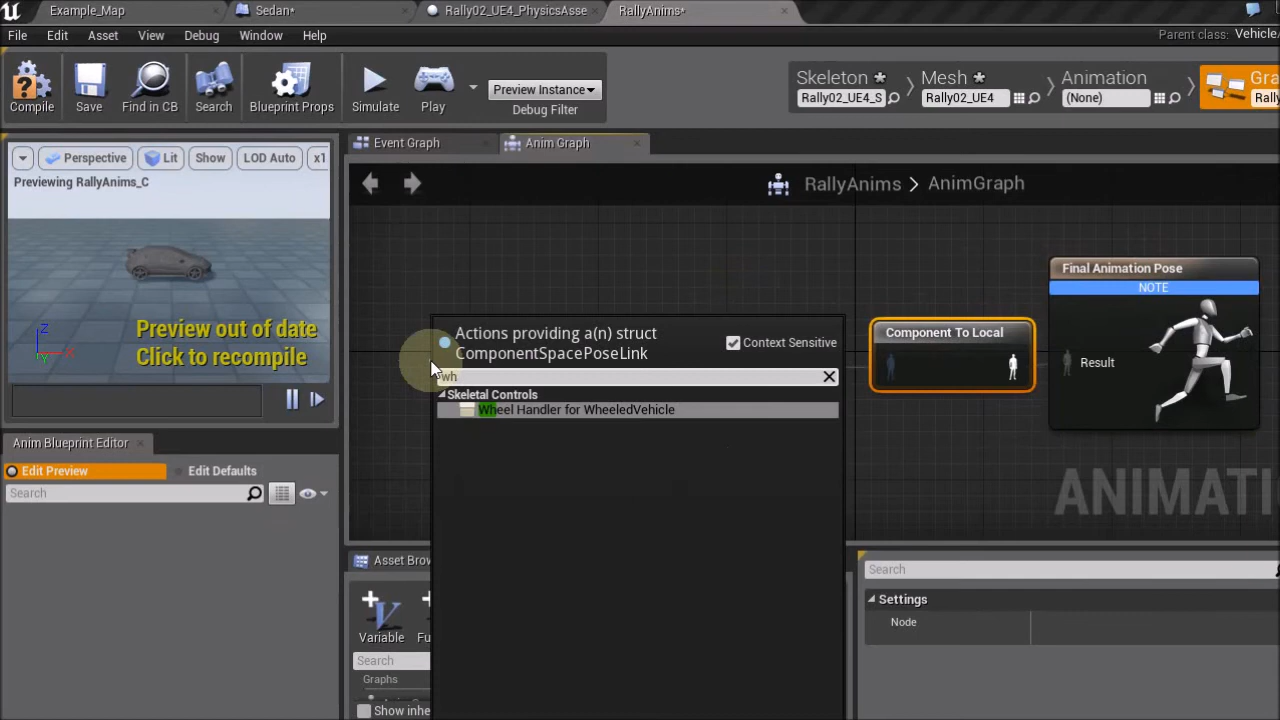 Example_Map
Sedan*
Rally02_UE4_PhysicsAsse
RallyAnims*
File Edit Asset View Debug Window Help
Parent class: Vehicle
Compile
Save
Find in CB
Search
Blueprint Props
Simulate
Play
Preview Instance
Debug Filter
Skeleton
Rally02_UE4_S
Mesh
Rally02_UE4
Animation
(None)
Gra
Rally
Perspective
Lit
Show
LOD Auto
x1
Previewing RallyAnims_C
Z
X
Y
Preview out of date
Click to recompile
Event Graph
Anim Graph
RallyAnims > AnimGraph
Actions providing a(n) struct
ComponentSpacePoseLink
Context Sensitive
wh
Skeletal Controls
Wheel Handler for WheeledVehicle
Component To Local
Final Animation Pose
NOTE
Result
ANIMATI
Anim Blueprint Editor
Edit Preview
Edit Defaults
Search
Asset Brow
Variable
Fu
Search
Graphs
Show inhe
Search
Settings
Node